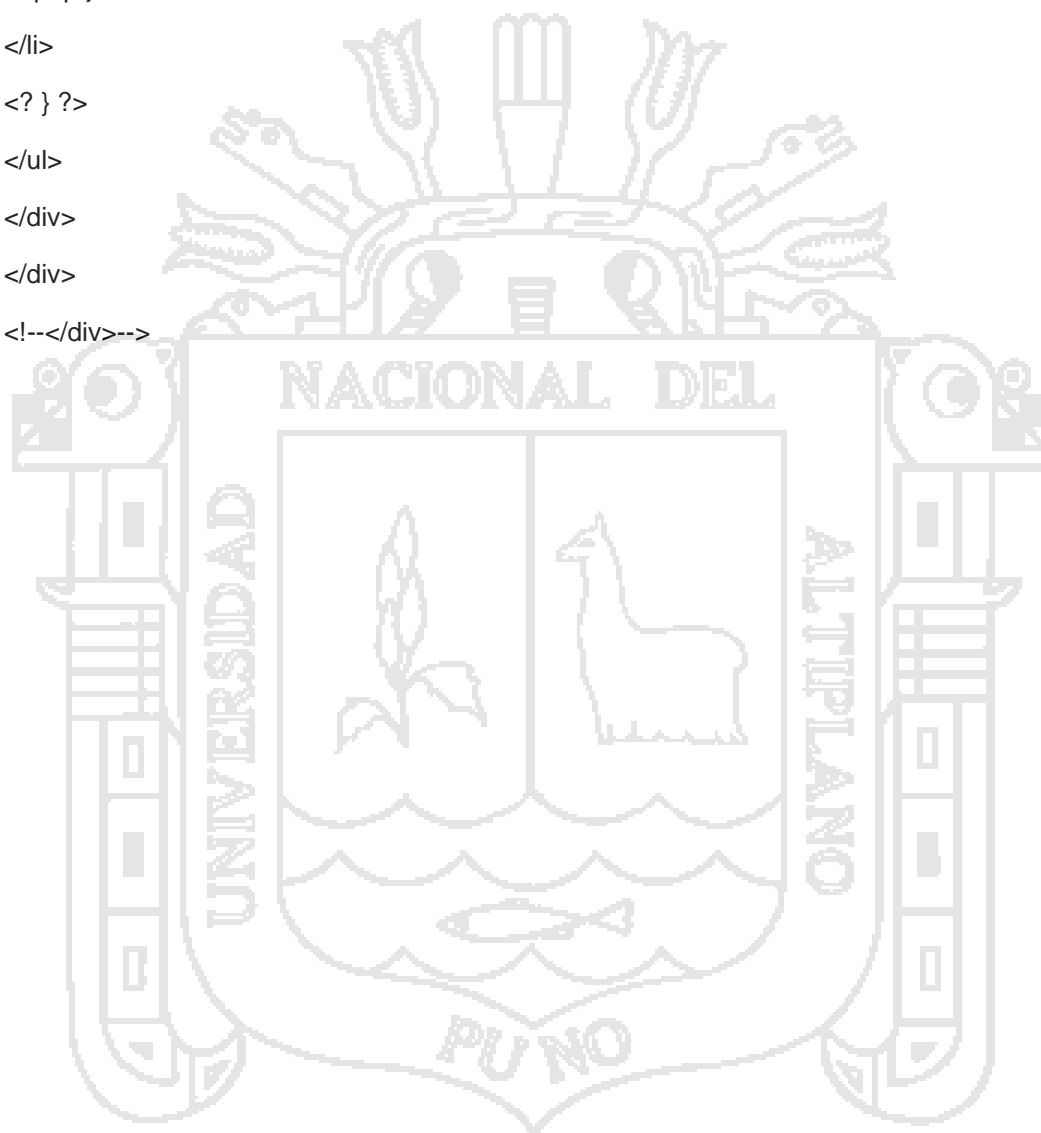 </li>
<? } ?>
</ul>
</div>
</div>
<!--</div>-->
NACIONAL DEL
UNIVERSIDAD
ALTIPLANO
PUNO